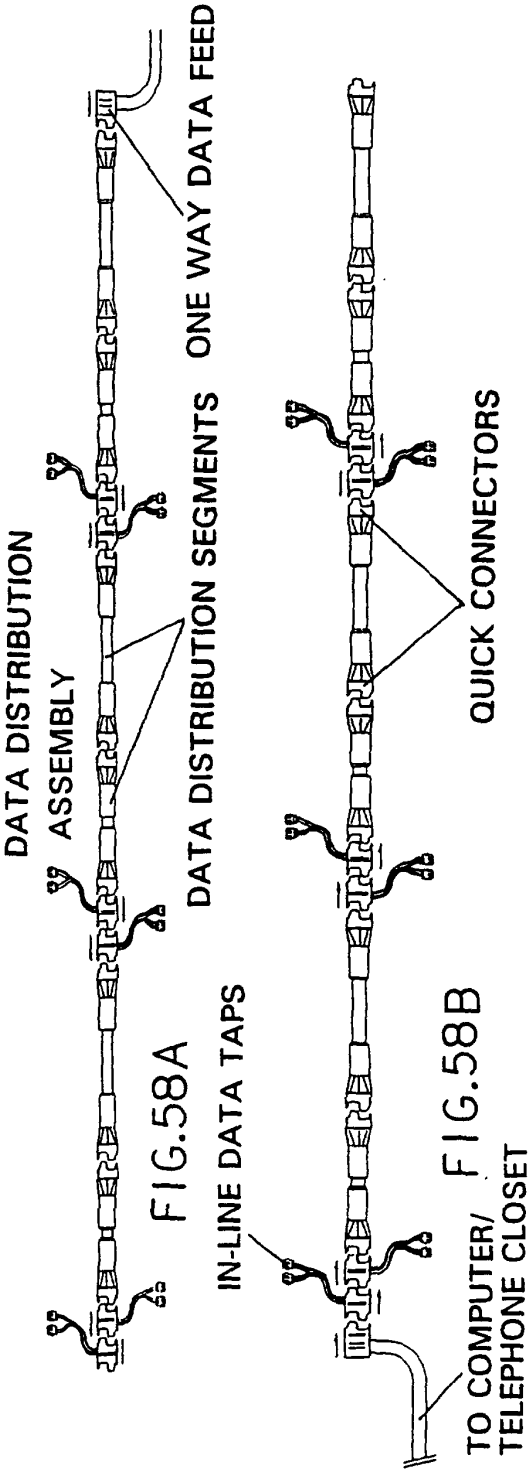 DATA DISTRIBUTION
ASSEMBLY
DATA DISTRIBUTION SEGMENTS
ONE WAY DATA FEED
FIG.58A
IN-LINE DATA TAPS
QUICK CONNECTORS
FIG.58B
TO COMPUTER/
TELEPHONE CLOSET